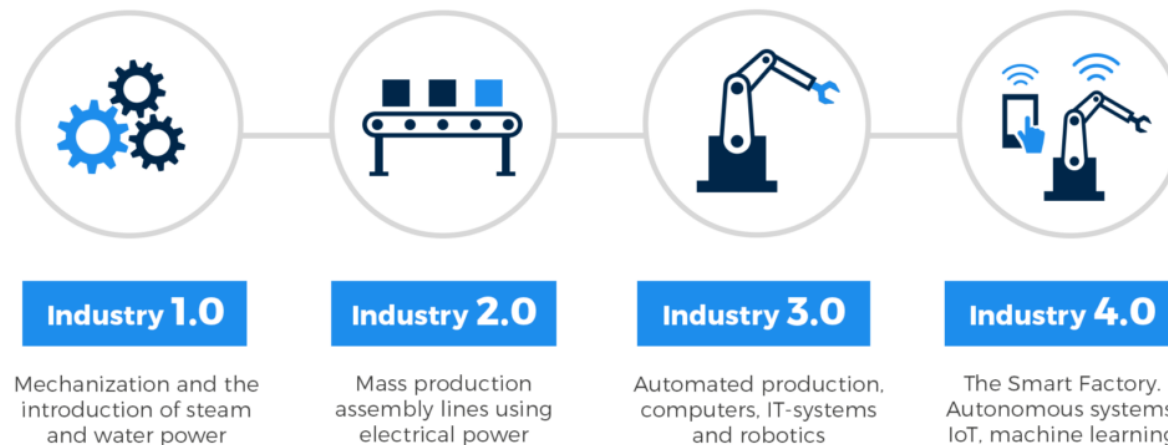 Industry 1.0
Mechanization and the
introduction of steam
and water power
Industry 2.0
Mass production
assembly lines using
electrical power
Industry 3.0
Automated production,
computers, IT-systems
and robotics
Industry 4.0
The Smart Factory.
Autonomous systems
IoT, machine learning